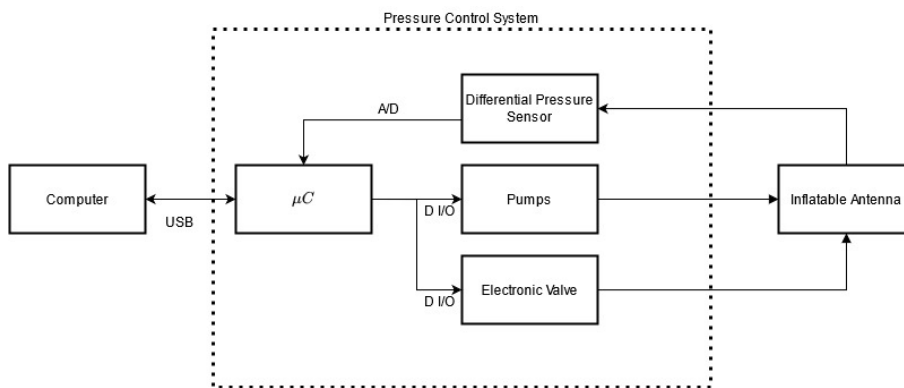 Pressure Control System
Differential Pressure
Sensor
A/D
Computer
USB
μC
D I/O
Pumps
Inflatable Antenna
D I/O
Electronic Valve